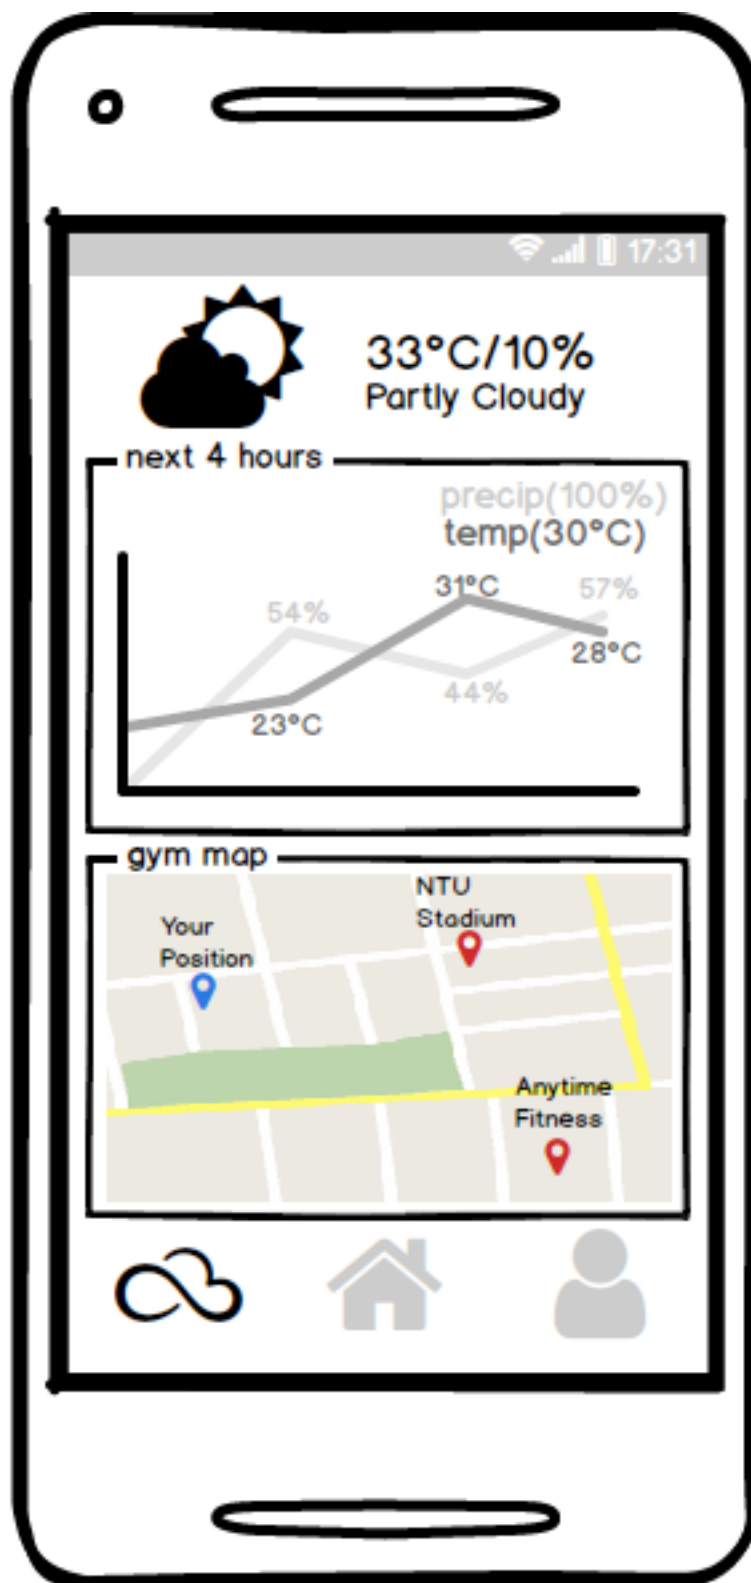 17:31
33°C/10%
Partly Cloudy
next 4 hours
precip(100%)
temp(30°C)
31°C
57%
54%
28°C
44%
23°C
gym map
NTU
Stadium
Your
Position
Anytime
Fitness